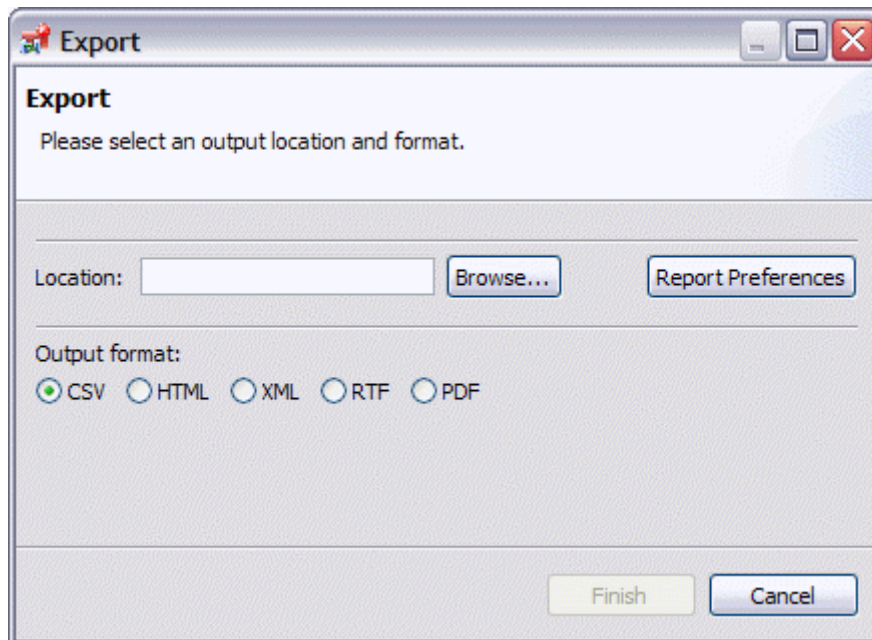 Export
Export
Please select an output location and format.
Location: Browse... Report Preferences
Output format:
CSV HTML XML RTF PDF
Finish Cancel